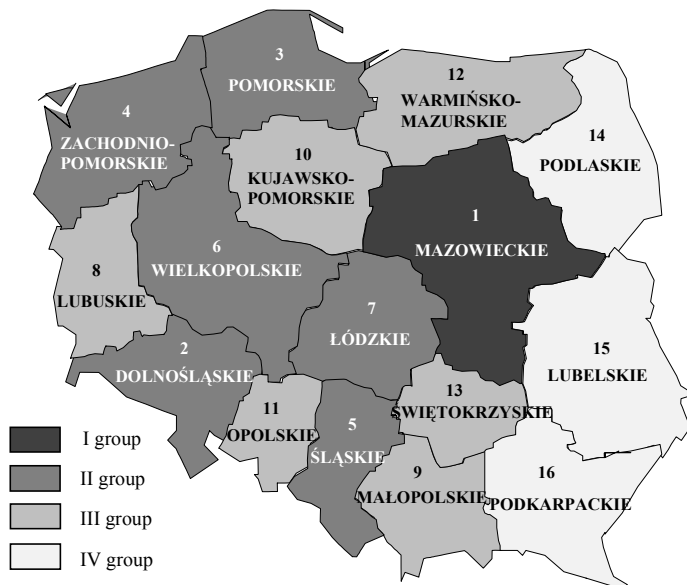 3
POMORSKIE
12
WARMIŃSKO-
MAZURSKIE
4
ZACHODNIO-
POMORSKIE
14
PODLASKIE
10
KUJAWSKO-
POMORSKIE
1
MAZOWIECKIE
6
WIELKOPOLSKIE
8
LUBUSKIE
7
ŁÓDZKIE
2
DOLNOŚLĄSKIE
15
LUBELSKIE
13
ŚWIĘTOKRZYSKIE
11
OPOLSKIE
5
ŚLĄSKIE
9
MAŁOPOLSKIE
16
PODKARPACKIE
I group
II group
III group
IV group